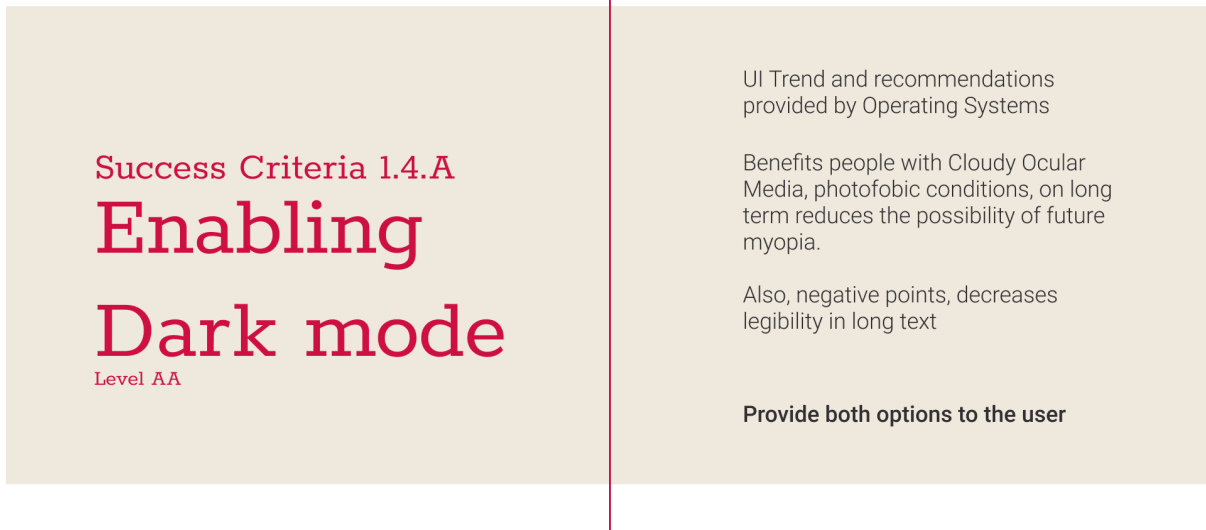 Success Criteria 1.4.A
Enabling
Dark mode
Level AA
UI Trend and recommendations
provided by Operating Systems
Benefits people with Cloudy Ocular
Media, photofobic conditions, on long
term reduces the possibility of future
myopia.
Also, negative points, decreases
legibility in long text
Provide both options to the user